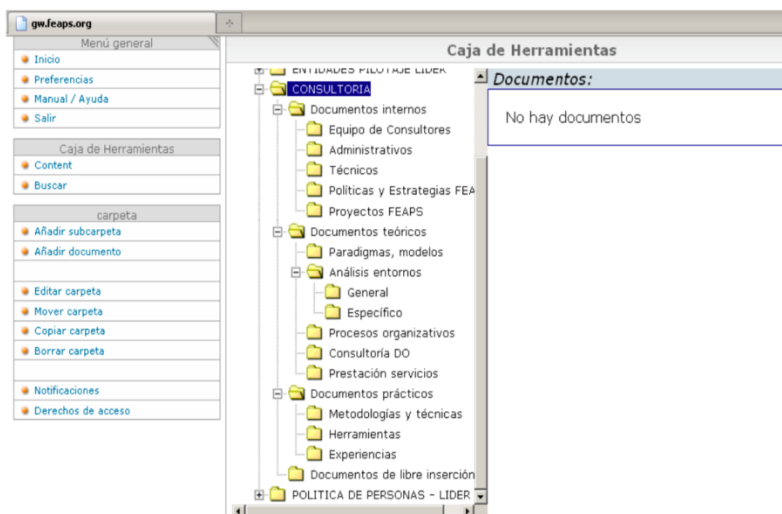 gw.feaps.org
Menú general
Inicio
Preferencias
Manual / Ayuda
Salir
Caja de Herramientas
Content
Buscar
carpeta
Añadir subcarpeta
Añadir documento
Editar carpeta
Mover carpeta
Copiar carpeta
Borrar carpeta
Notificaciones
Derechos de acceso
Caja de Herramientas
ENTIDADES PILOTAJE LIDER
CONSULTORIA
Documentos internos
Equipo de Consultores
Administrativos
Técnicos
Políticas y Estrategias FEA
Proyectos FEAPS
Documentos teóricos
Paradigmas, modelos
Análisis entornos
General
Específico
Procesos organizativos
Consultoría DO
Prestación servicios
Documentos prácticos
Metodologías y técnicas
Herramientas
Experiencias
Documentos de libre inserción
POLITICA DE PERSONAS - LIDER
Documentos:
No hay documentos